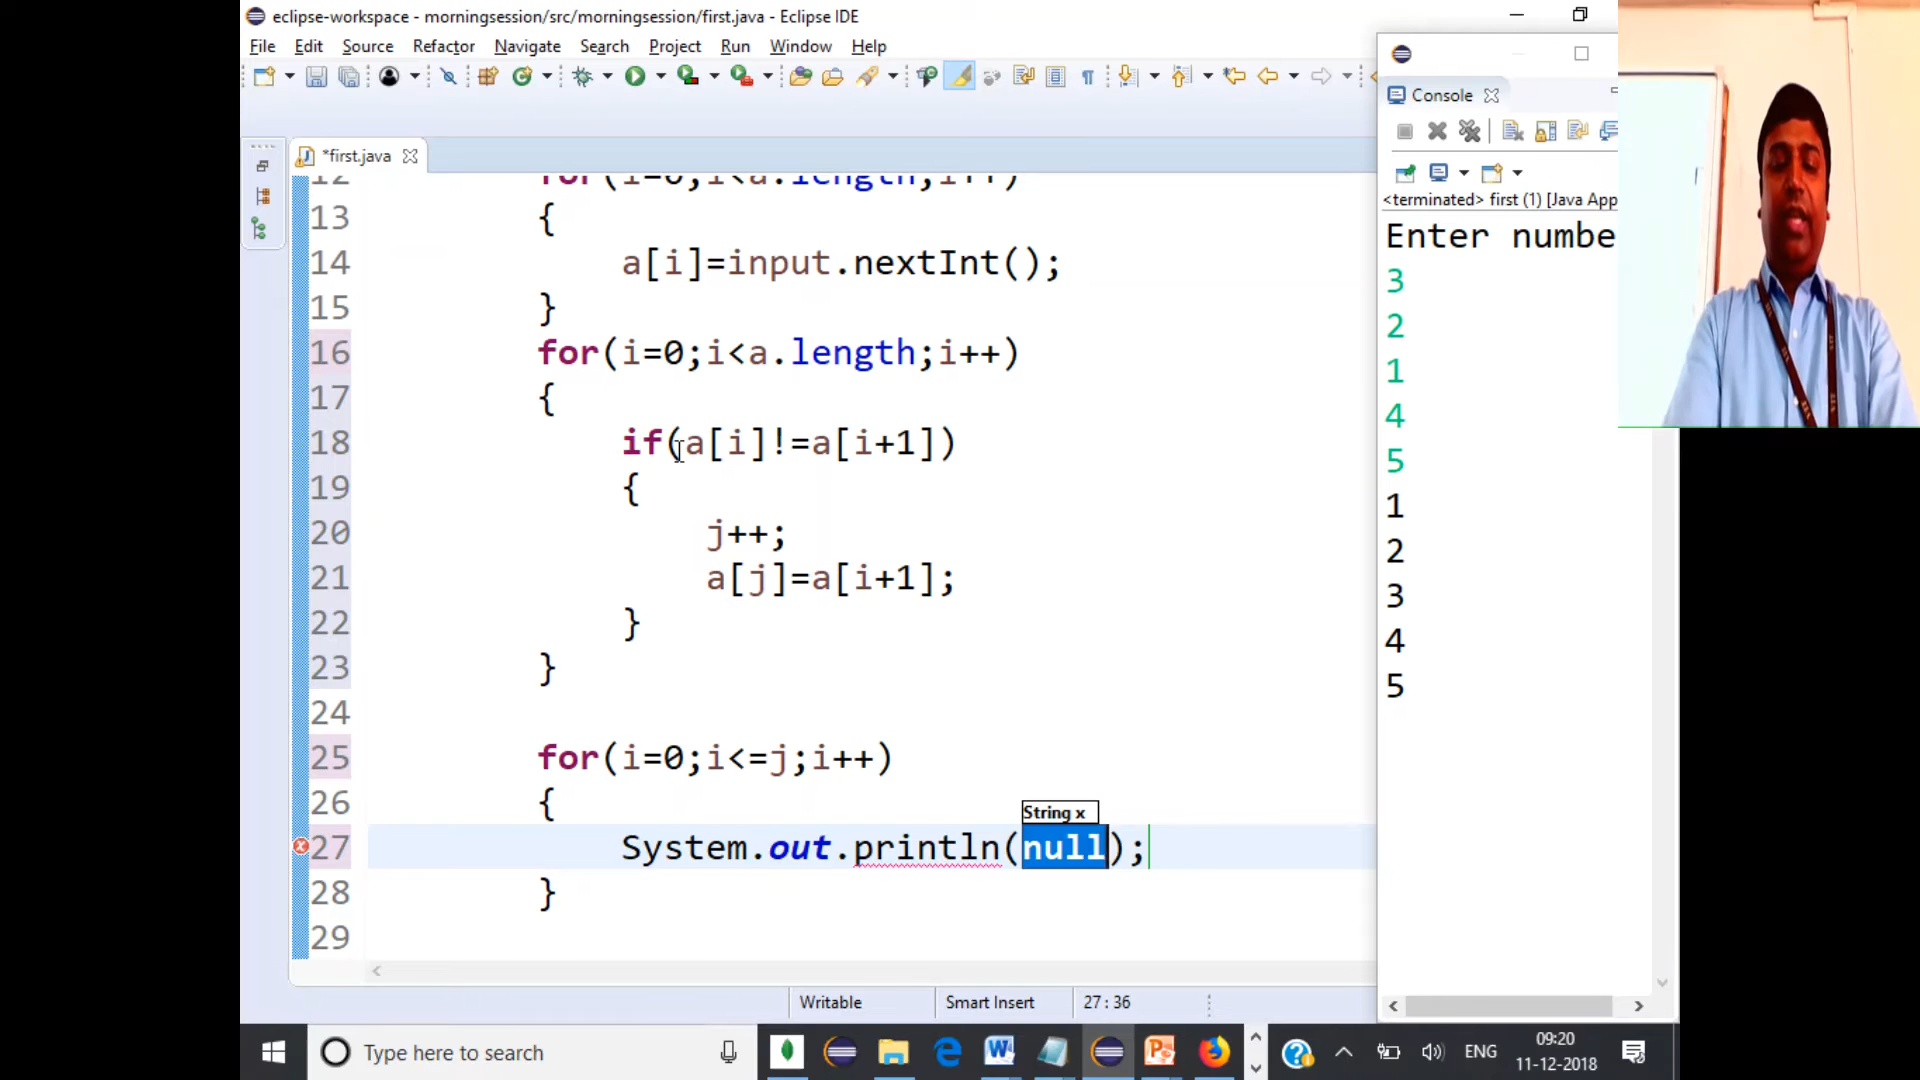 eclipse-workspace - morningsession/src/morningsession/first.java - Eclipse IDE
File Edit Source Refactor Navigate Search Project Run Window Help
*first.java
12 for(i=0;i<a.length;i++)
13 {
14 a[i]=input.nextInt();
15 }
16 for(i=0;i<a.length;i++)
17 {
18 if(a[i]!=a[i+1])
19 {
20 j++;
21 a[j]=a[i+1];
22 }
23 }
24
25 for(i=0;i<=j;i++)
26 {
String x
27 System.out.println(null);
28 }
29
Writable Smart Insert 27 : 36
Console
<terminated> first (1) [Java App
Enter numbe
3
2
1
4
5
1
2
3
4
5
Type here to search
ENG
09:20
11-12-2018